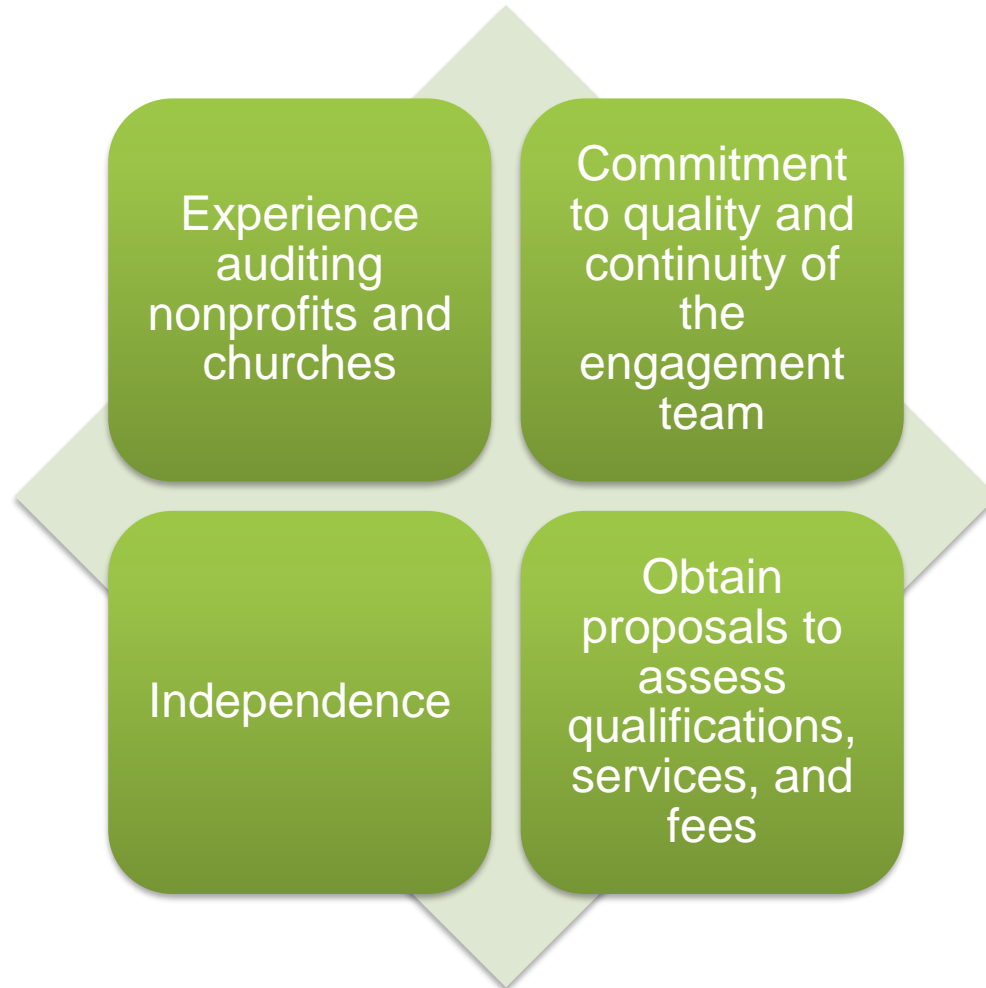 Experience
auditing
nonprofits and
churches
Commitment
to quality and
continuity of
the
engagement
team
Independence
Obtain
proposals to
assess
qualifications,
services, and
fees